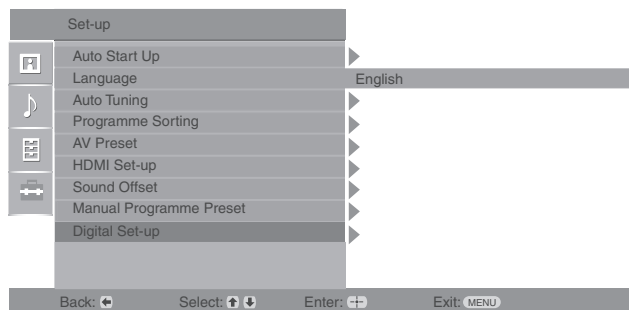 Set-up
Auto Start Up
Language English
Auto Tuning
Programme Sorting
AV Preset
HDMI Set-up
Sound Offset
Manual Programme Preset
Digital Set-up
Back: Select: Enter: Exit: MENU